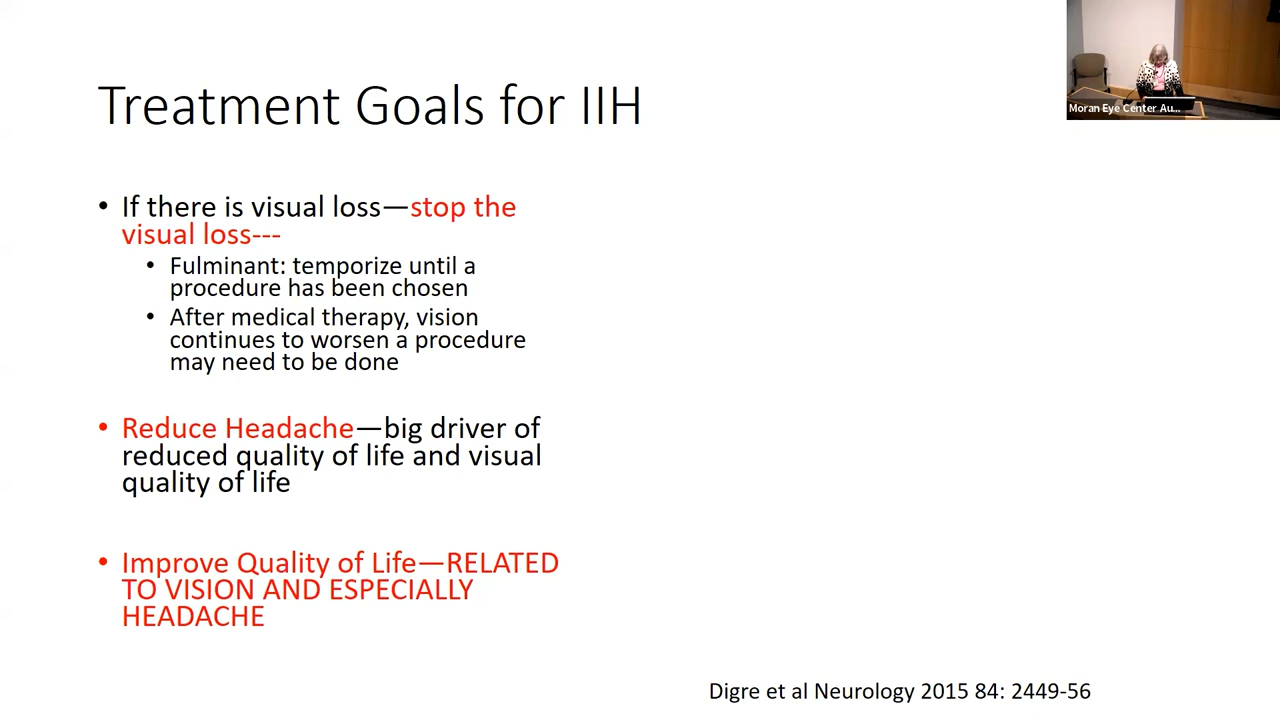 Treatment Goals for IIH
Moran Eye Center Au...
• If there is visual loss—stop the
visual loss---
• Fulminant: temporize until a
procedure has been chosen
• After medical therapy, vision
continues to worsen a procedure
may need to be done
• Reduce Headache—big driver of
reduced quality of life and visual
quality of life
• Improve Quality of Life—RELATED
TO VISION AND ESPECIALLY
HEADACHE
Digre et al Neurology 2015 84: 2449-56